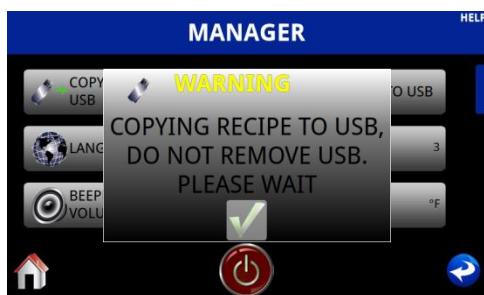 MANAGER
HELP
COPY
USB
WARNING
O USB
COPYING RECIPE TO USB,
DO NOT REMOVE USB.
PLEASE WAIT
LANG
3
BEEP
VOLU
°F